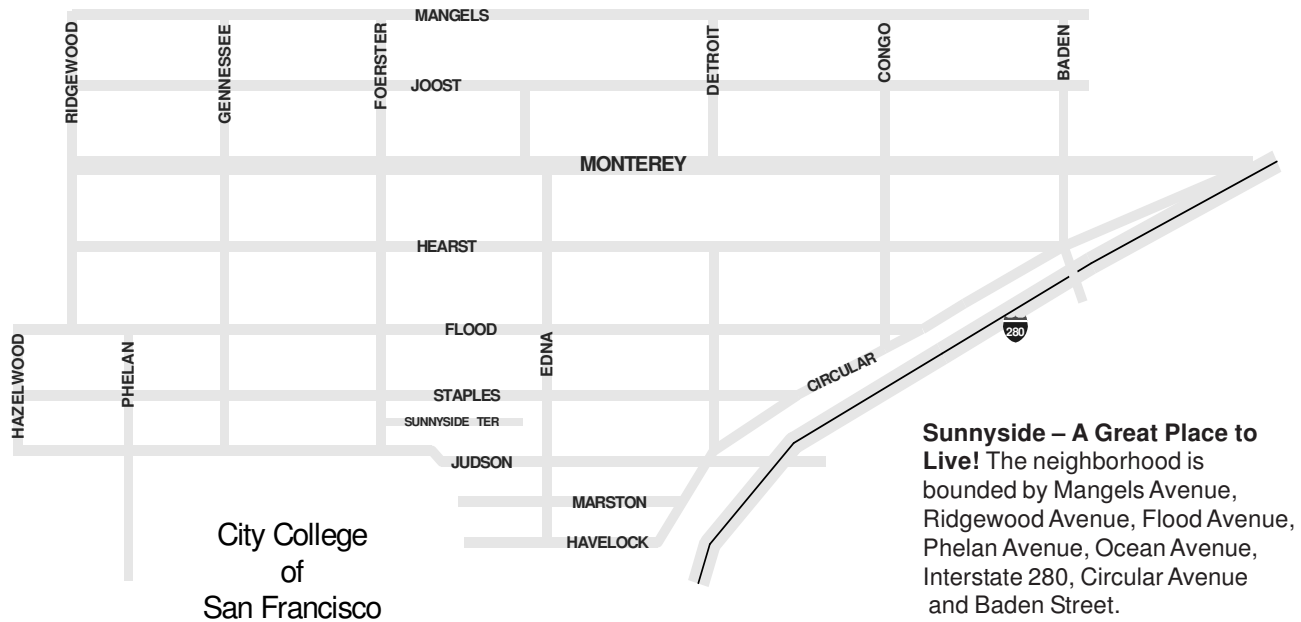 MANGELS
RIDGEWOOD
GENNESSEE
FOERSTER
DETROIT
CONGO
BADEN
JOOST
MONTEREY
HEARST
FLOOD
280
HAZELWOOD
PHELAN
EDNA
CIRCULAR
STAPLES
SUNNYSIDE TER
JUDSON
MARSTON
HAVELOCK
City College
of
San Francisco
Sunnyside – A Great Place to
Live! The neighborhood is
bounded by Mangels Avenue,
Ridgewood Avenue, Flood Avenue,
Phelan Avenue, Ocean Avenue,
Interstate 280, Circular Avenue
and Baden Street.